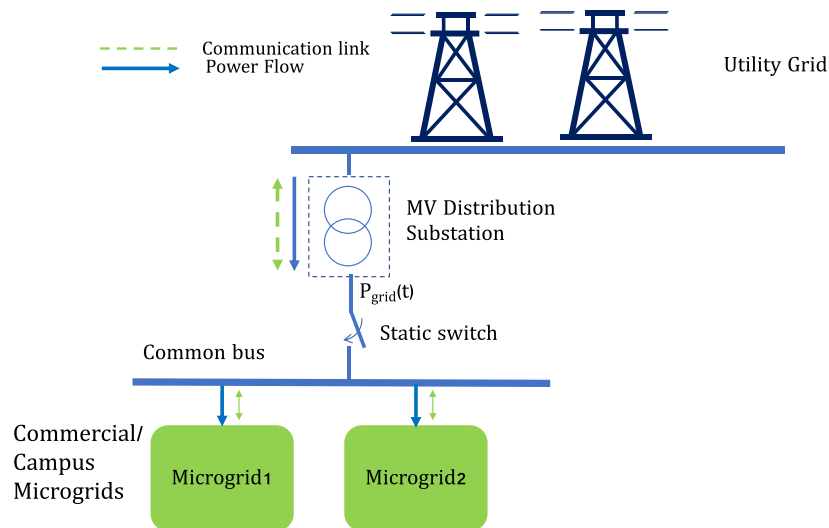 Communication link
Power Flow
Utility Grid
MV Distribution
Substation
Pgrid(t)
Static switch
Common bus
Commercial/
Campus
Microgrids
Microgrid1
Microgrid2